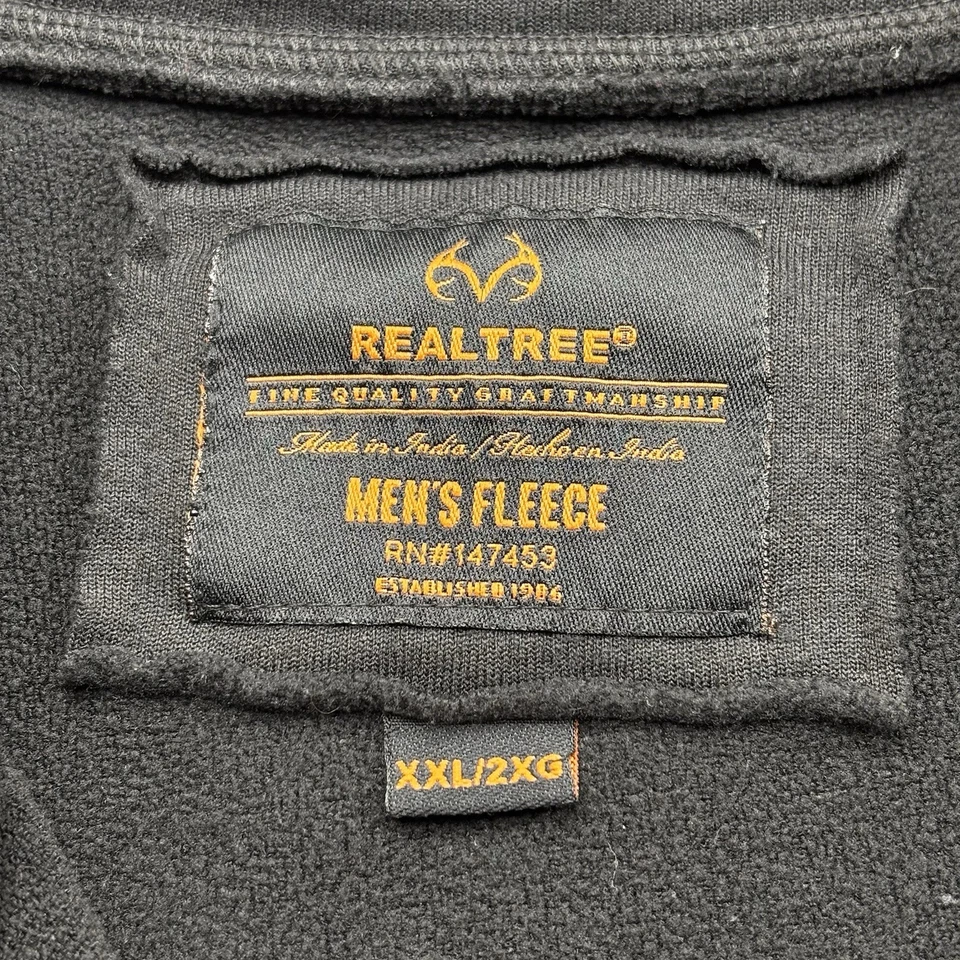 REALTREE®
FINE QUALITY CRAFTMANSHIP
Made in India / Hecho en India
MEN'S FLEECE
RN#147453
ESTABLISHED 1986
XXL/2XG